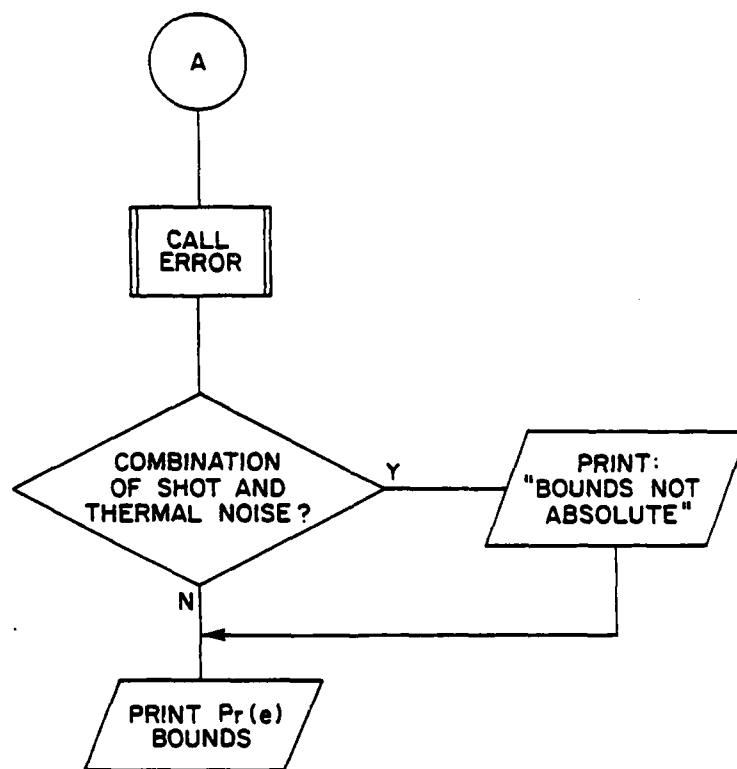 A
CALL
ERROR
COMBINATION
OF SHOT AND
THERMAL NOISE?
Y
PRINT:
"BOUNDS NOT
ABSOLUTE"
N
PRINT Pr(e)
BOUNDS